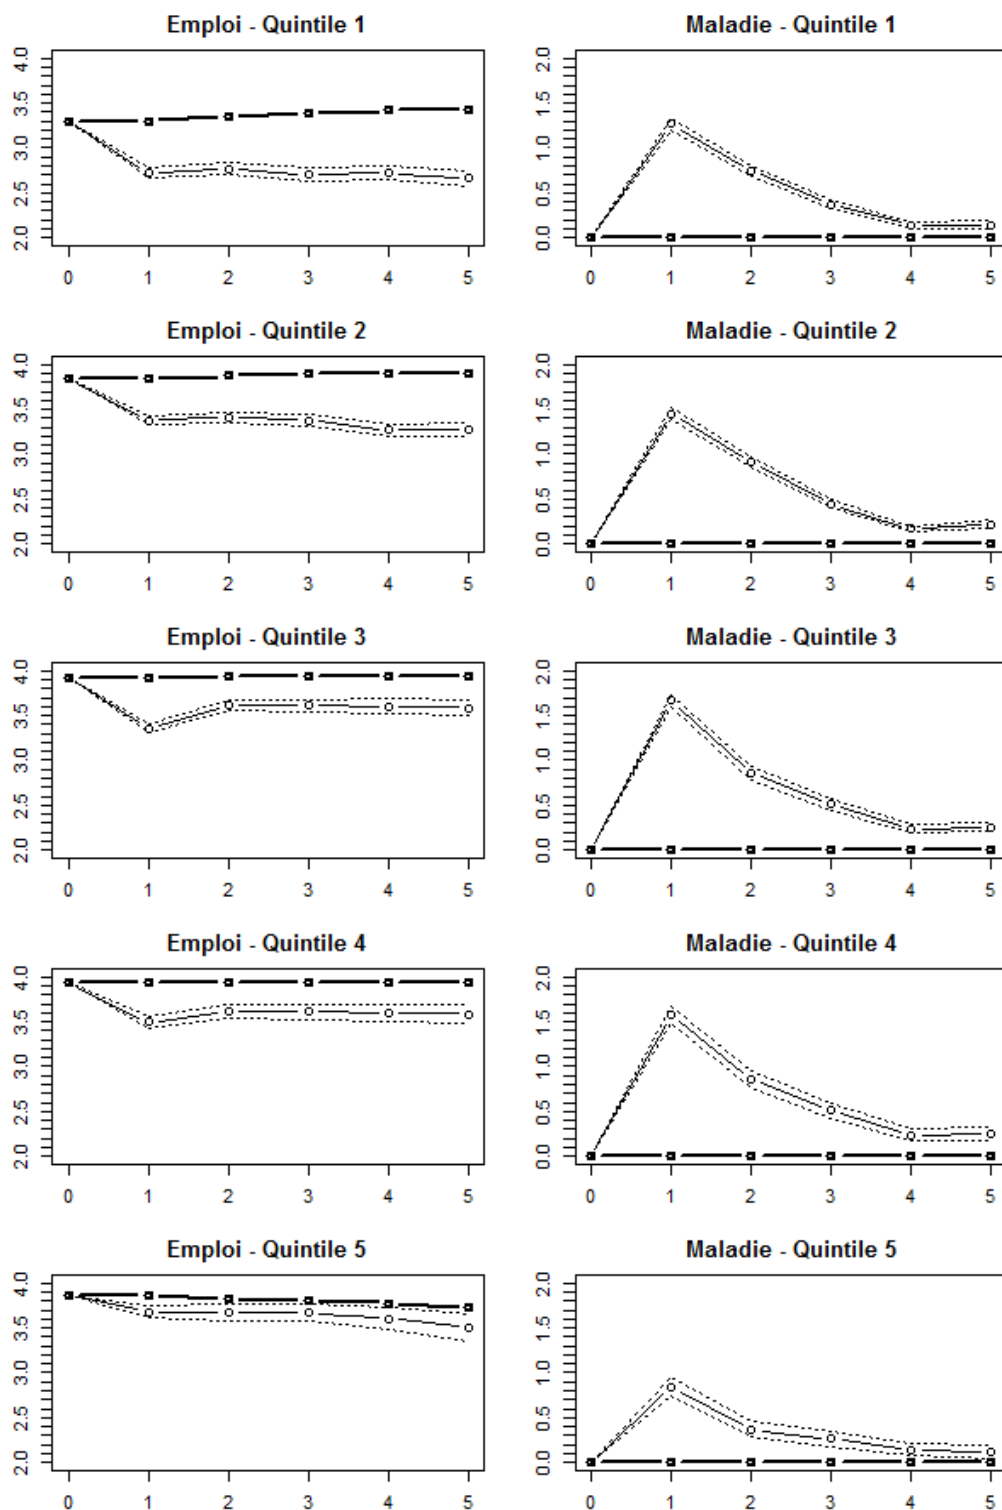 Emploi - Quintile 1
4.0
3.5
3.0
2.5
2.0
0 1 2 3 4 5
Maladie - Quintile 1
2.0
1.5
1.0
0.5
0.0
0 1 2 3 4 5
Emploi - Quintile 2
4.0
3.5
3.0
2.5
2.0
0 1 2 3 4 5
Maladie - Quintile 2
2.0
1.5
1.0
0.5
0.0
0 1 2 3 4 5
Emploi - Quintile 3
4.0
3.5
3.0
2.5
2.0
0 1 2 3 4 5
Maladie - Quintile 3
2.0
1.5
1.0
0.5
0.0
0 1 2 3 4 5
Emploi - Quintile 4
4.0
3.5
3.0
2.5
2.0
0 1 2 3 4 5
Maladie - Quintile 4
2.0
1.5
1.0
0.5
0.0
0 1 2 3 4 5
Emploi - Quintile 5
4.0
3.5
3.0
2.5
2.0
0 1 2 3 4 5
Maladie - Quintile 5
2.0
1.5
1.0
0.5
0.0
0 1 2 3 4 5